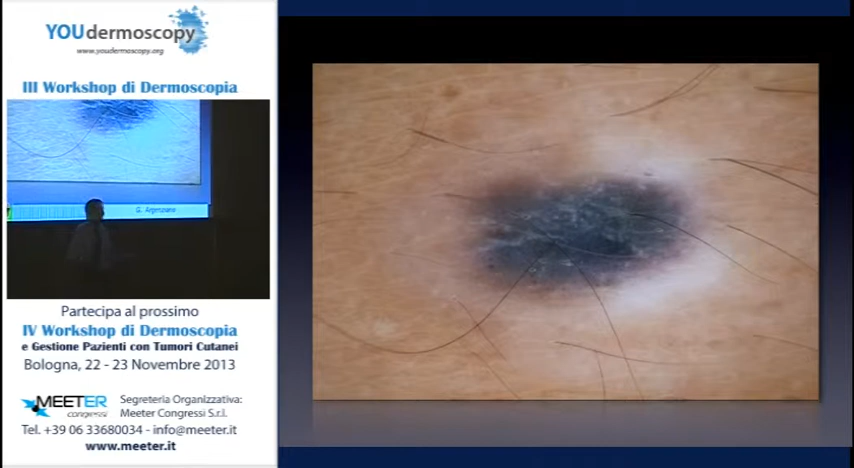 YOUdermoscopy
www.youdermoscopy.org
III Workshop di Dermoscopia
G. Argenziano
Partecipa al prossimo
IV Workshop di Dermoscopia
e Gestione Pazienti con Tumori Cutanei
Bologna, 22 - 23 Novembre 2013
MEETER
congressi
Segreteria Organizzativa:
Meeter Congressi S.r.l.
Tel. +39 06 33680034 - info@meeter.it
www.meeter.it